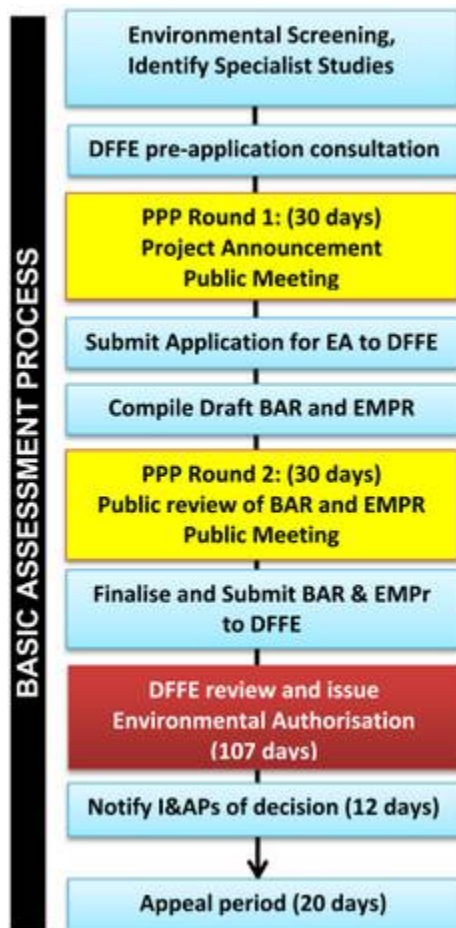 BASIC ASSESSMENT PROCESS
Environmental Screening,
Identify Specialist Studies
DFFE pre-application consultation
PPP Round 1: (30 days)
Project Announcement
Public Meeting
Submit Application for EA to DFFE
Compile Draft BAR and EMPR
PPP Round 2: (30 days)
Public review of BAR and EMPR
Public Meeting
Finalise and Submit BAR & EMPr
to DFFE
DFFE review and issue
Environmental Authorisation
(107 days)
Notify I&APs of decision (12 days)
Appeal period (20 days)